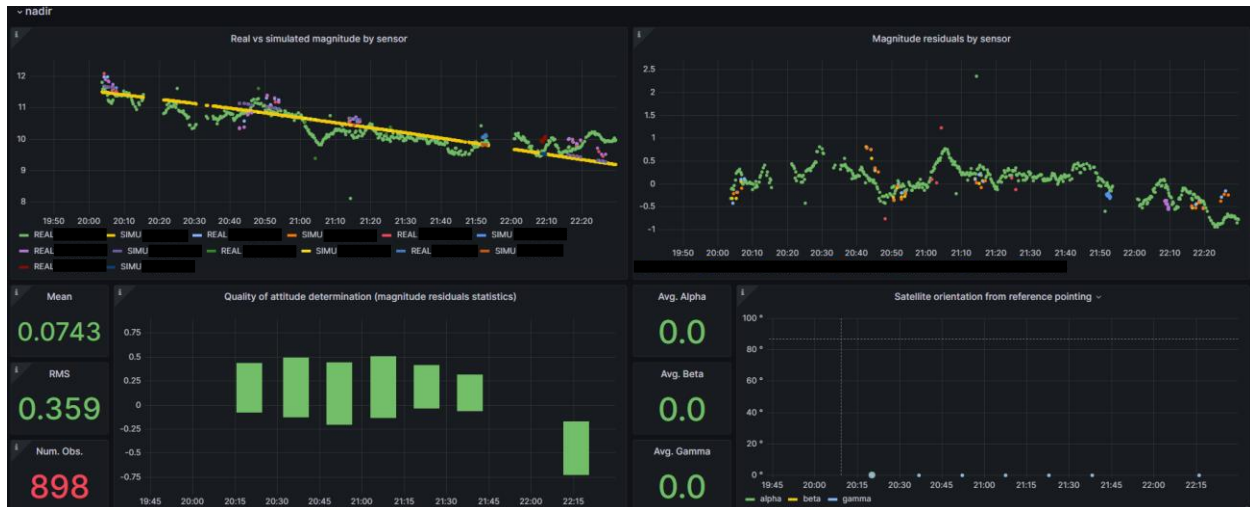 nadir
Real vs simulated magnitude by sensor
12
11
10
9
8
19:50 20:00 20:10 20:20 20:30 20:40 20:50 21:00 21:10 21:20 21:30 21:40 21:50 22:00 22:10 22:20
REAL SIMU REAL SIMU REAL SIMU
REAL SIMU REAL SIMU REAL SIMU
REAL SIMU
Magnitude residuals by sensor
2.5
2
1.5
1
0.5
0
-0.5
-1
19:50 20:00 20:10 20:20 20:30 20:40 20:50 21:00 21:10 21:20 21:30 21:40 21:50 22:00 22:10 22:20
Mean
0.0743
RMS
0.359
Num. Obs.
898
Quality of attitude determination (magnitude residuals statistics)
0.75
0.5
0.25
0
-0.25
-0.5
-0.75
19:45 20:00 20:15 20:30 20:45 21:00 21:15 21:30 21:45 22:00 22:15
Avg. Alpha
0.0
Avg. Beta
0.0
Avg. Gamma
0.0
Satellite orientation from reference pointing
100 °
80 °
60 °
40 °
20 °
0 °
19:45 20:00 20:15 20:30 20:45 21:00 21:15 21:30 21:45 22:00 22:15
alpha beta gamma